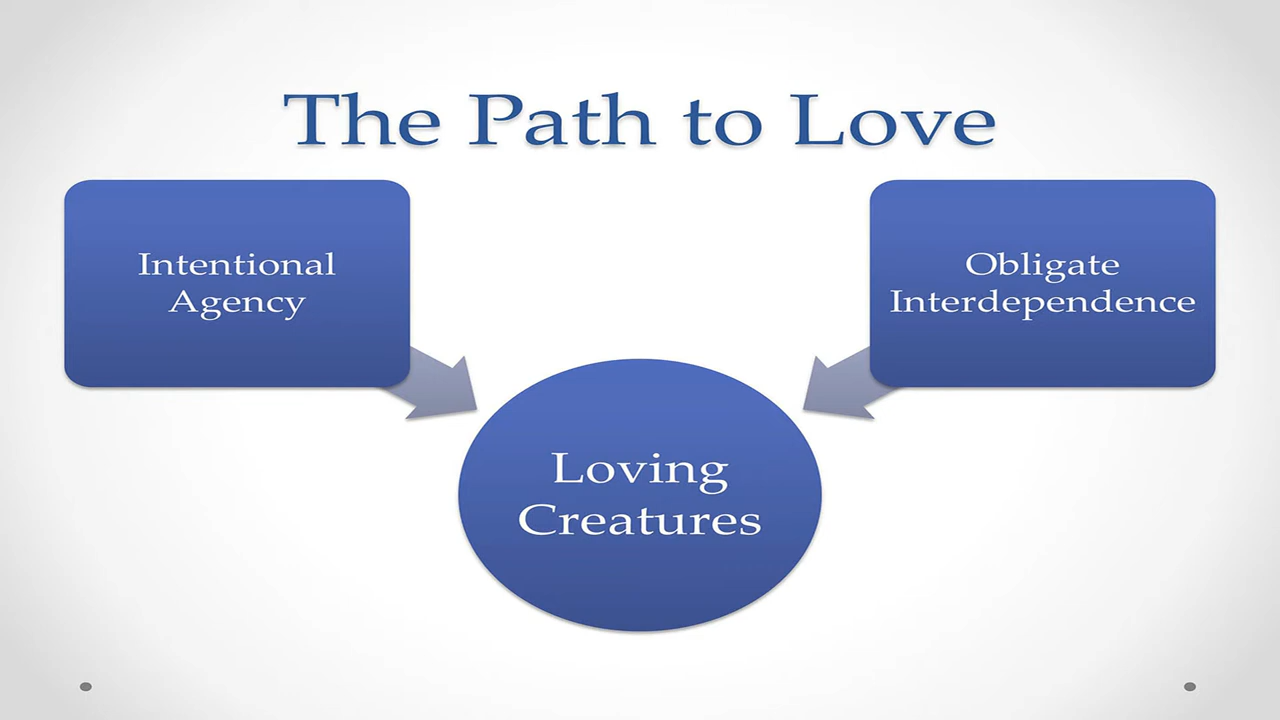 The Path to Love
Intentional
Agency
Obligate
Interdependence
Loving
Creatures